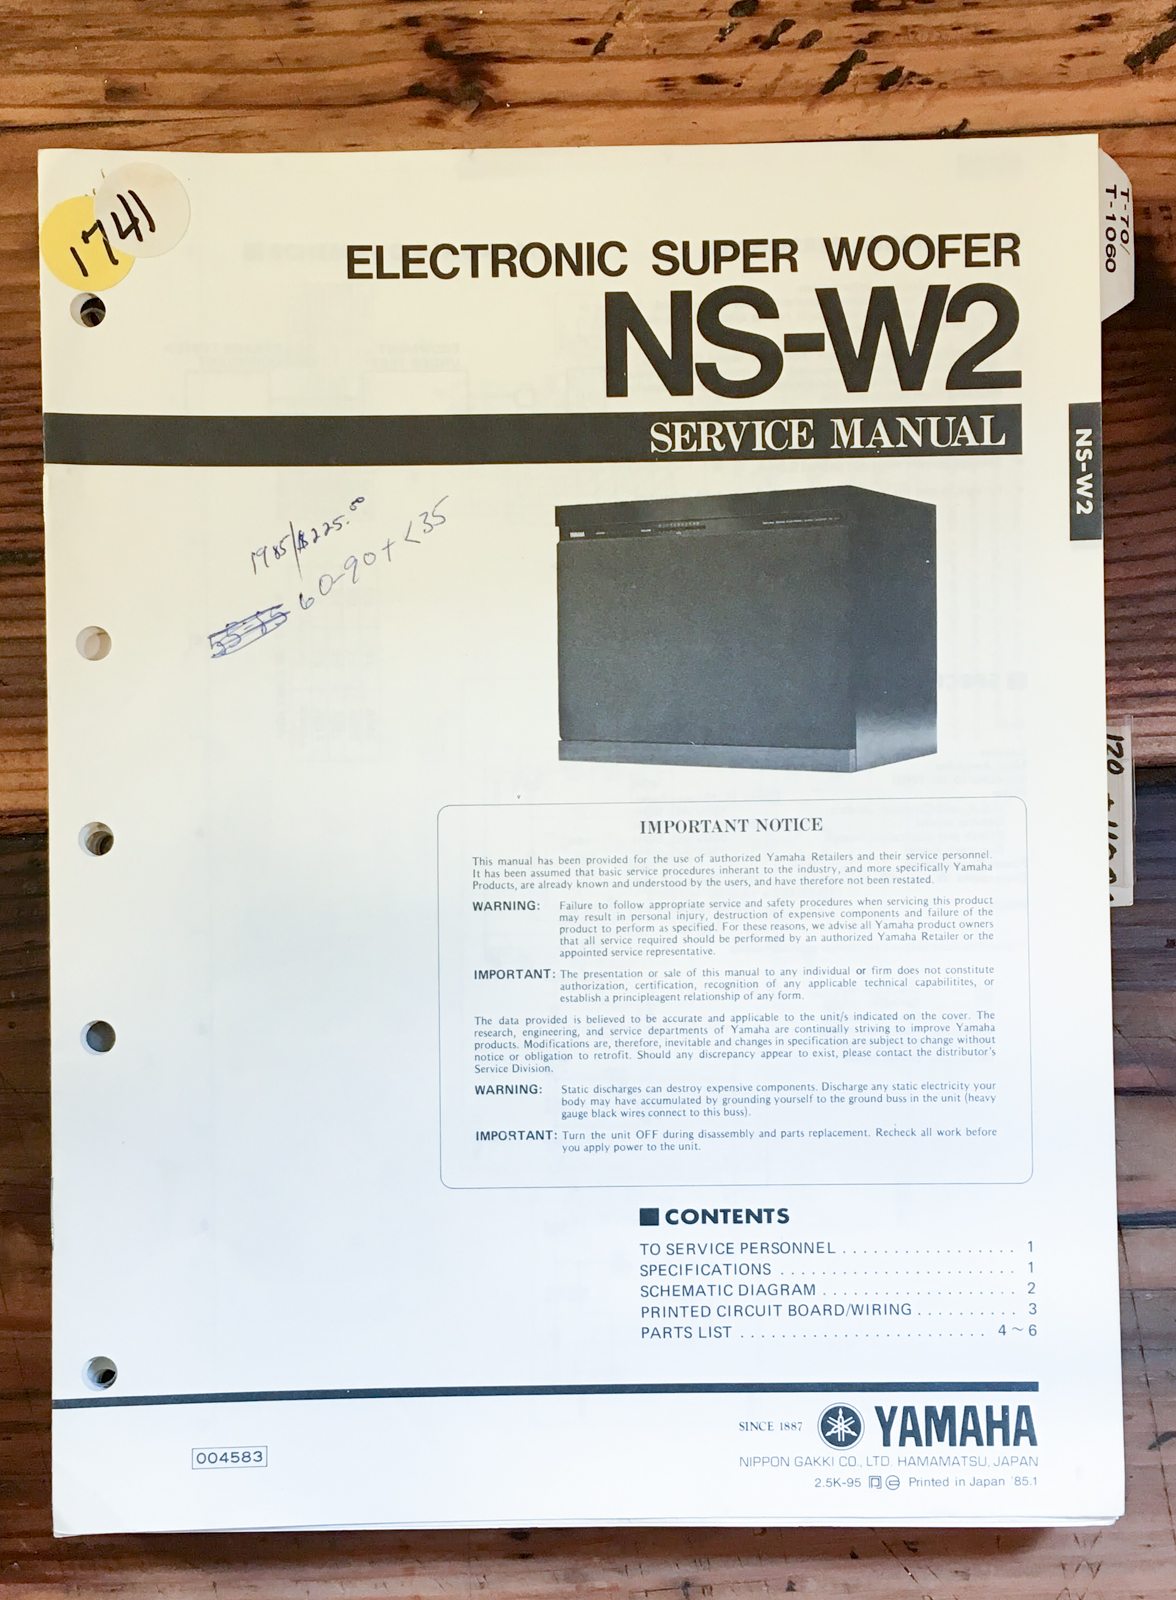 1741
T-70/
T-1060
ELECTRONIC SUPER WOOFER
NS-W2
SERVICE MANUAL
NS-W2
1985/$225.00
55-75 60-90+ <35
YAMAHA
120
IMPORTANT NOTICE
This manual has been provided for the use of authorized Yamaha Retailers and their service personnel.
It has been assumed that basic service procedures inherant to the industry, and more specifically Yamaha
Products, are already known and understood by the users, and have therefore not been restated.
WARNING: Failure to follow appropriate service and safety procedures when servicing this product
may result in personal injury, destruction of expensive components and failure of the
product to perform as specified. For these reasons, we advise all Yamaha product owners
that all service required should be performed by an authorized Yamaha Retailer or the
appointed service representative.
IMPORTANT: The presentation or sale of this manual to any individual or firm does not constitute
authorization, certification, recognition of any applicable technical capabilitites, or
establish a principleagent relationship of any form.
The data provided is believed to be accurate and applicable to the unit/s indicated on the cover. The
research, engineering, and service departments of Yamaha are continually striving to improve Yamaha
products. Modifications are, therefore, inevitable and changes in specification are subject to change without
notice or obligation to retrofit. Should any discrepancy appear to exist, please contact the distributor's
Service Division.
WARNING: Static discharges can destroy expensive components. Discharge any static electricity your
body may have accumulated by grounding yourself to the ground buss in the unit (heavy
gauge black wires connect to this buss).
IMPORTANT: Turn the unit OFF during disassembly and parts replacement. Recheck all work before
you apply power to the unit.
CONTENTS
TO SERVICE PERSONNEL . . . . . . . . . . . . . . . . . 1
SPECIFICATIONS . . . . . . . . . . . . . . . . . . . . . . . 1
SCHEMATIC DIAGRAM . . . . . . . . . . . . . . . . . . . 2
PRINTED CIRCUIT BOARD/WIRING . . . . . . . . . . 3
PARTS LIST . . . . . . . . . . . . . . . . . . . . . . . . 4 ~ 6
SINCE 1887 YAMAHA
NIPPON GAKKI CO., LTD. HAMAMATSU, JAPAN
004583
2.5K-95 Printed in Japan '85.1